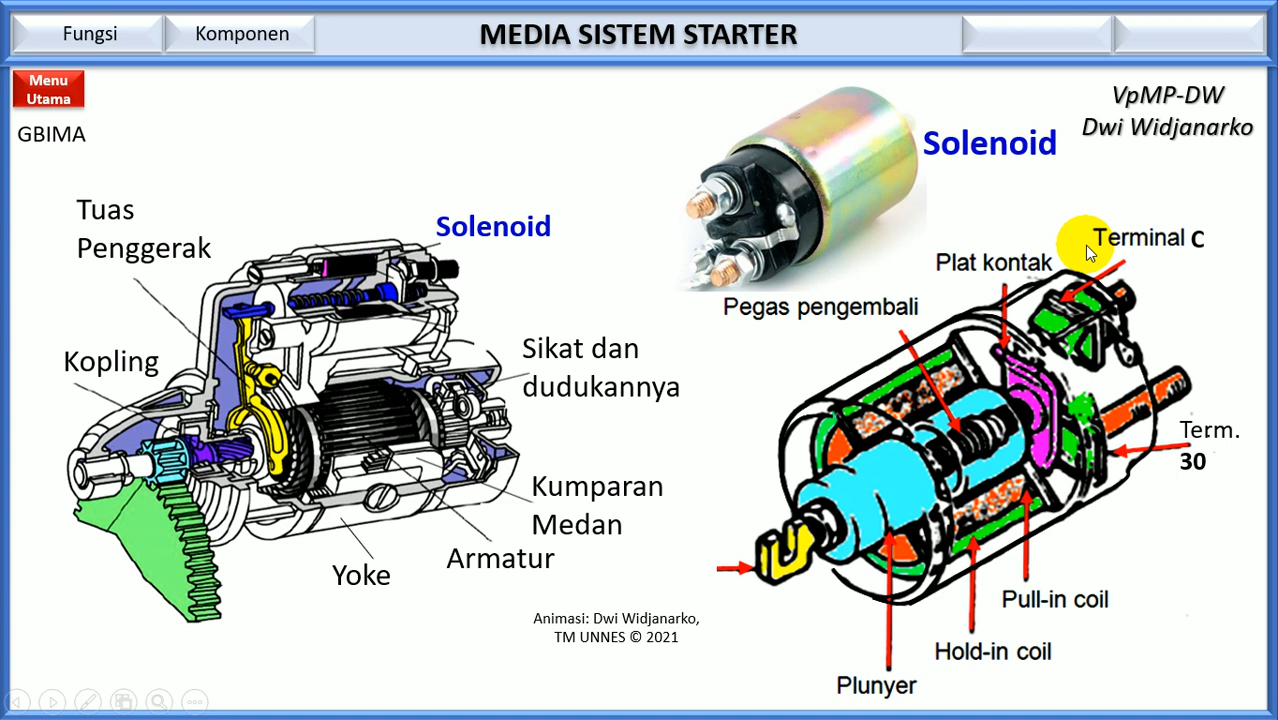 Fungsi
Komponen
MEDIA SISTEM STARTER
Menu
Utama
GBIMA
VpMP-DW
Dwi Widjanarko
Solenoid
Tuas
Penggerak
Solenoid
Kopling
Sikat dan
dudukannya
Kumparan
Medan
Armatur
Yoke
Animasi: Dwi Widjanarko,
TM UNNES © 2021
Terminal C
Plat kontak
Pegas pengembali
Term.
30
Pull-in coil
Hold-in coil
Plunyer